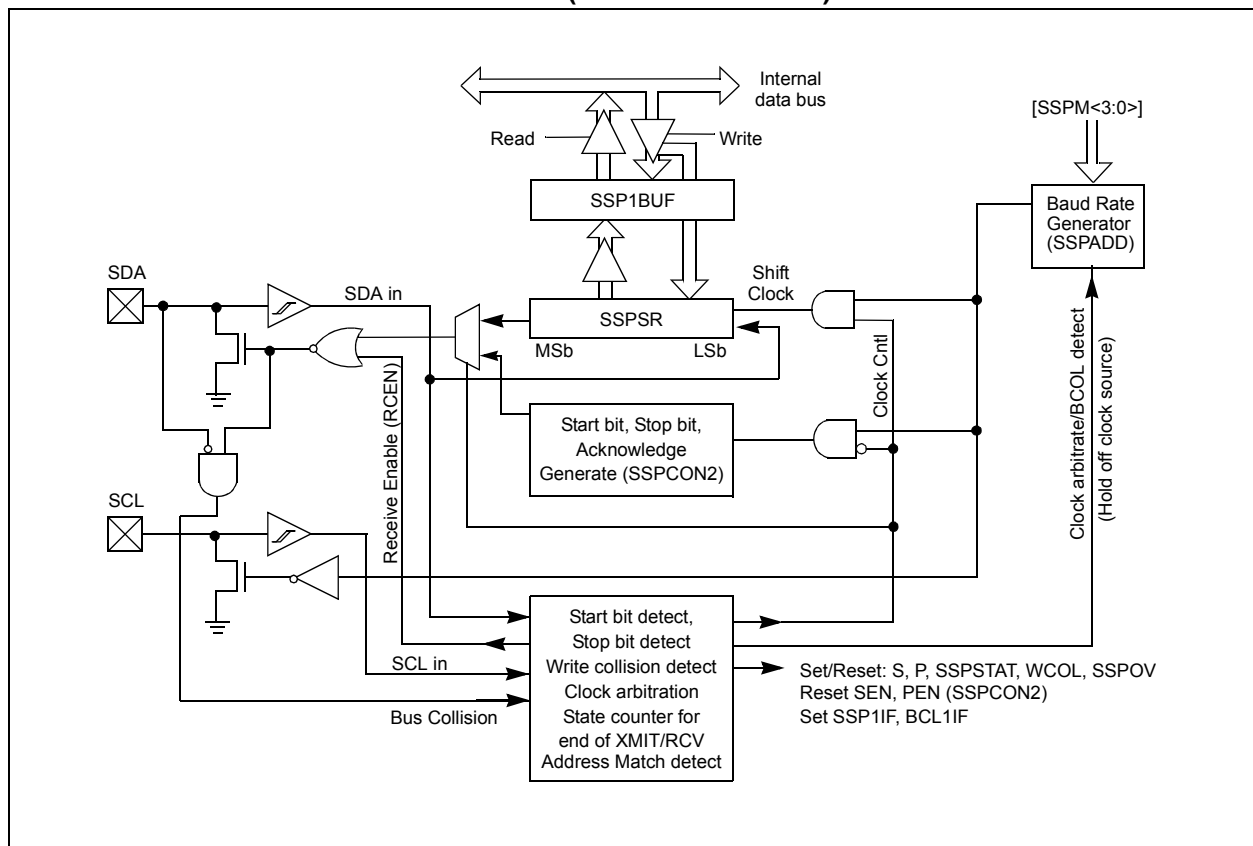 Internal
data bus
[SSPM<3:0>]
Read
Write
SSP1BUF
Baud Rate
Generator
(SSPADD)
SDA
SDA in
Shift
Clock
SSPSR
MSb
LSb
Start bit, Stop bit,
Acknowledge
Generate (SSPCON2)
Clock Cntl
Receive Enable (RCEN)
Clock arbitrate/BCOL detect
(Hold off clock source)
SCL
SCL in
Bus Collision
Start bit detect,
Stop bit detect
Write collision detect
Clock arbitration
State counter for
end of XMIT/RCV
Address Match detect
Set/Reset: S, P, SSPSTAT, WCOL, SSPOV
Reset SEN, PEN (SSPCON2)
Set SSP1IF, BCL1IF